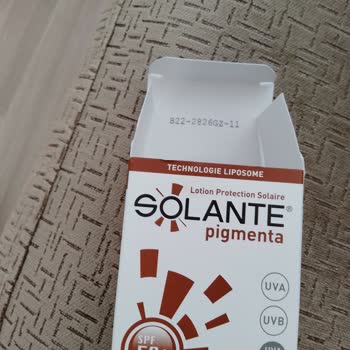 B22-2826GZ-11
TECHNOLOGIE LIPOSOME
Lotion Protection Solaire
SOLANTE®
pigmenta
UVA
UVB
SPF